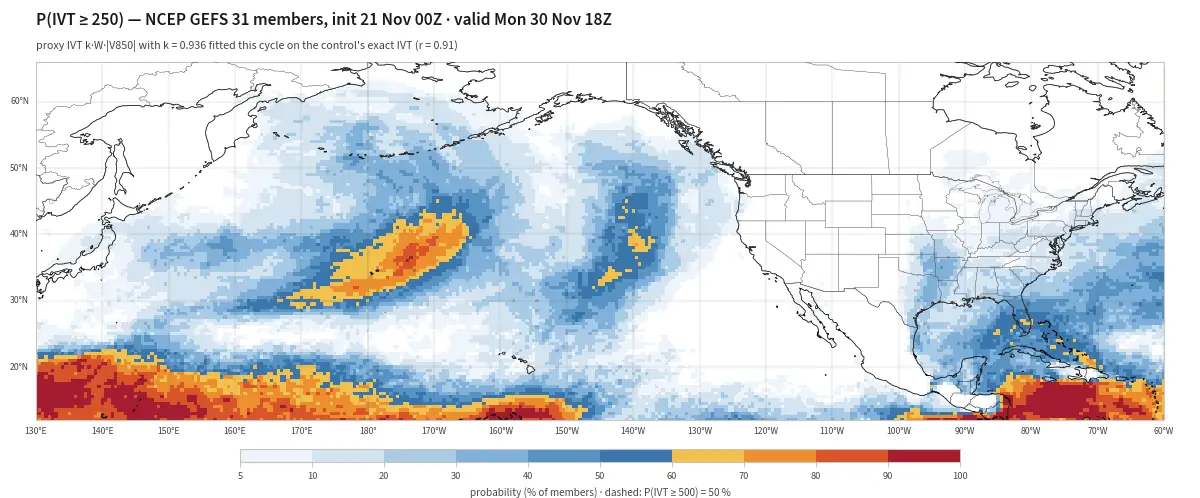 P(IVT ≥ 250) — NCEP GEFS 31 members, init 21 Nov 00Z · valid Mon 30 Nov 18Z
proxy IVT k·W·|V850| with k = 0.936 fitted this cycle on the control's exact IVT (r = 0.91)
60°N
50°N
40°N
30°N
20°N
130°E 140°E 150°E 160°E 170°E 180° 170°W 160°W 150°W 140°W 130°W 120°W 110°W 100°W 90°W 80°W 70°W 60°W
5 10 20 30 40 50 60 70 80 90 100
probability (% of members) · dashed: P(IVT ≥ 500) = 50 %